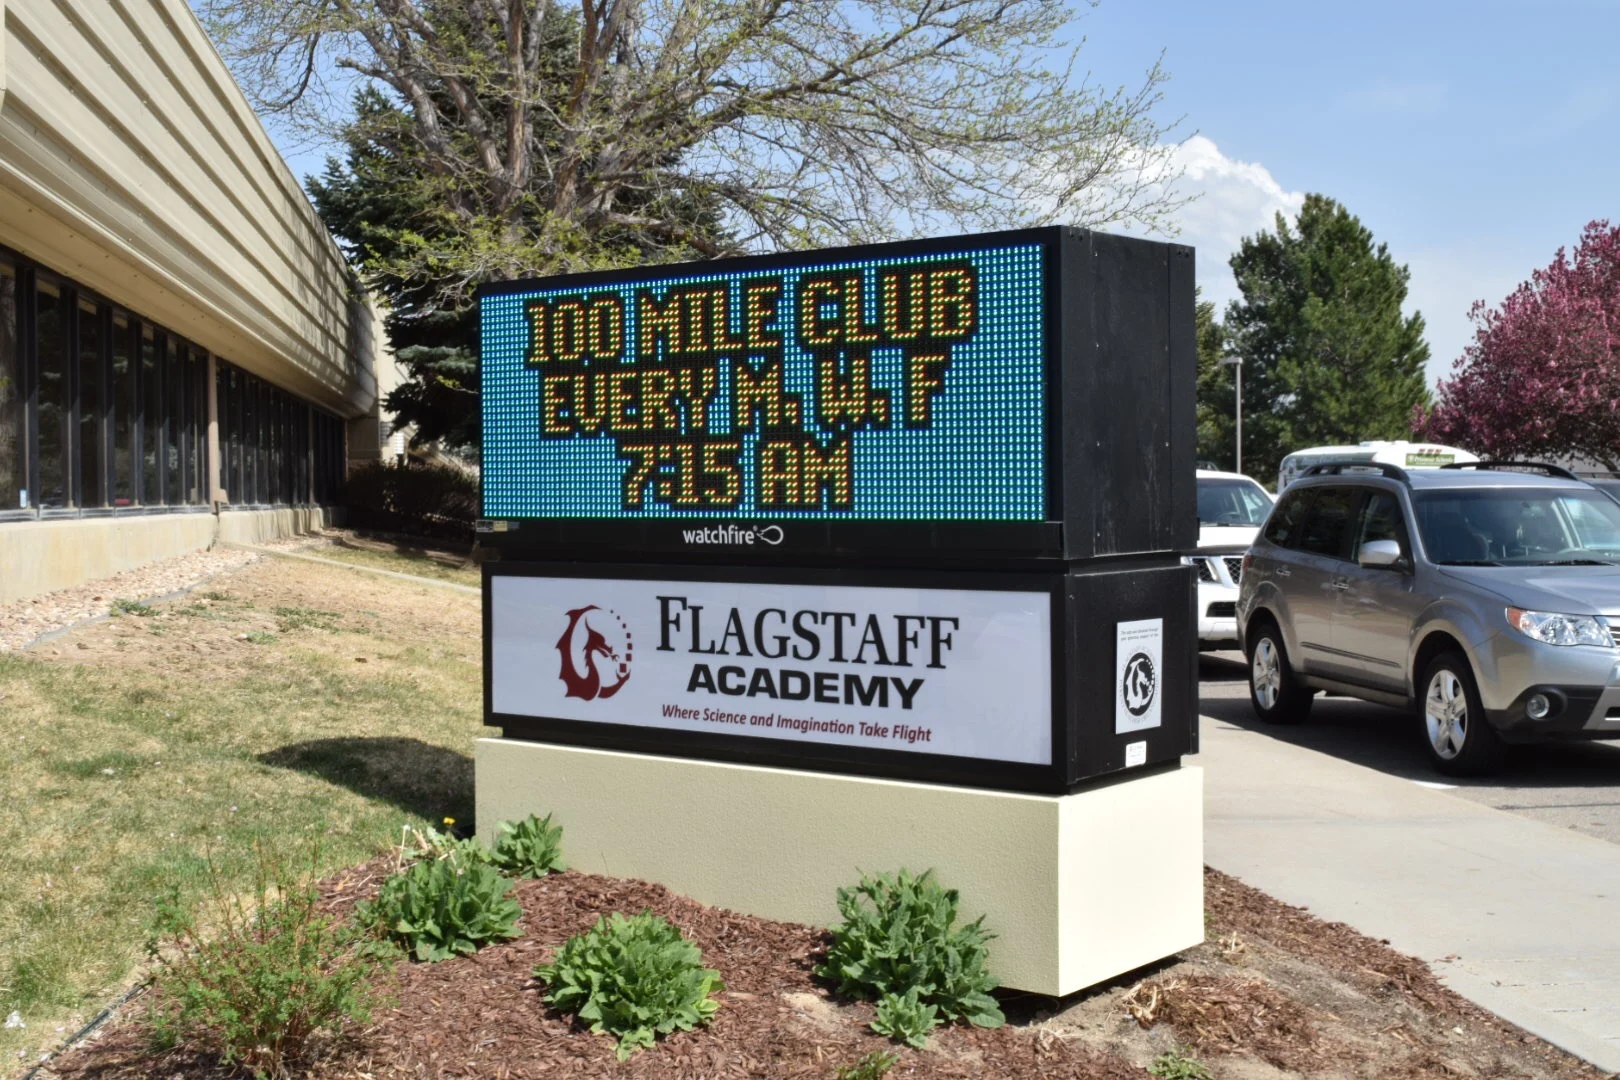 100 MILE CLUB
EVERY M, W, F
7:15 AM
watchfire®
FLAGSTAFF
ACADEMY
Where Science and Imagination Take Flight